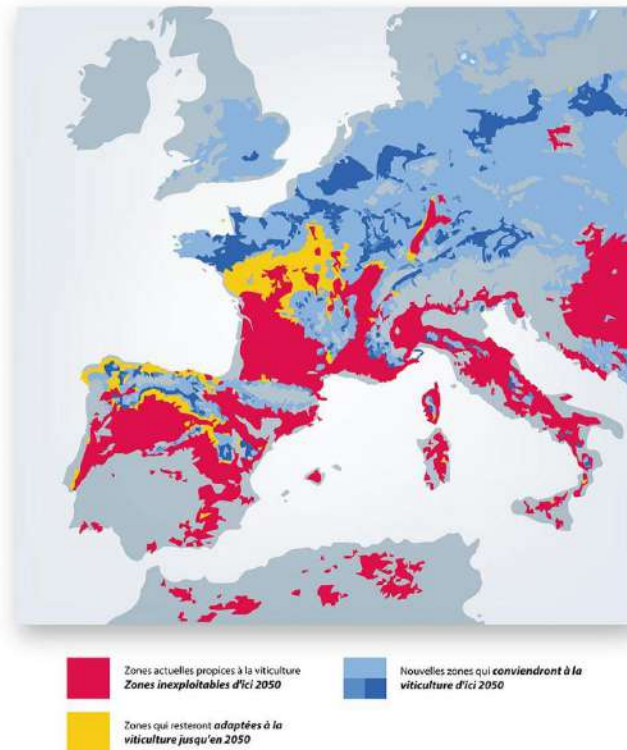 Zones actuelles propices à la viticulture
Zones inexploitables d'ici 2050
Nouvelles zones qui conviendront à la
viticulture d'ici 2050
Zones qui resteront adaptées à la
viticulture jusqu'en 2050